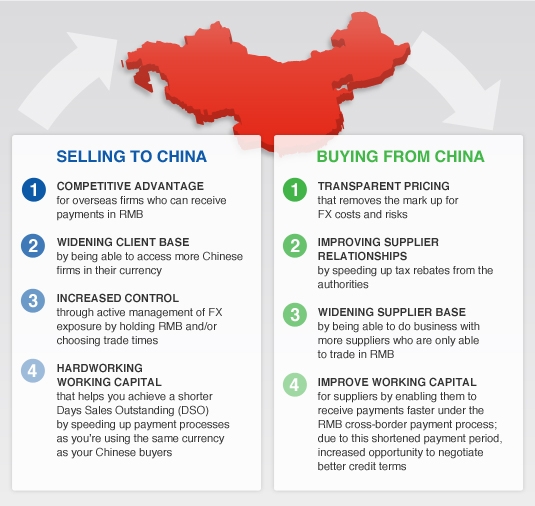 SELLING TO CHINA
1
COMPETITIVE ADVANTAGE
for overseas firms who can receive
payments in RMB
2
WIDENING CLIENT BASE
by being able to access more Chinese
firms in their currency
3
INCREASED CONTROL
through active management of FX
exposure by holding RMB and/or
choosing trade times
4
HARDWORKING
WORKING CAPITAL
that helps you achieve a shorter
Days Sales Outstanding (DSO)
by speeding up payment processes
as you're using the same currency
as your Chinese buyers
BUYING FROM CHINA
1
TRANSPARENT PRICING
that removes the mark up for
FX costs and risks
2
IMPROVING SUPPLIER
RELATIONSHIPS
by speeding up tax rebates from the
authorities
3
WIDENING SUPPLIER BASE
by being able to do business with
more suppliers who are only able
to trade in RMB
4
IMPROVE WORKING CAPITAL
for suppliers by enabling them to
receive payments faster under the
RMB cross-border payment process;
due to this shortened payment period,
increased opportunity to negotiate
better credit terms